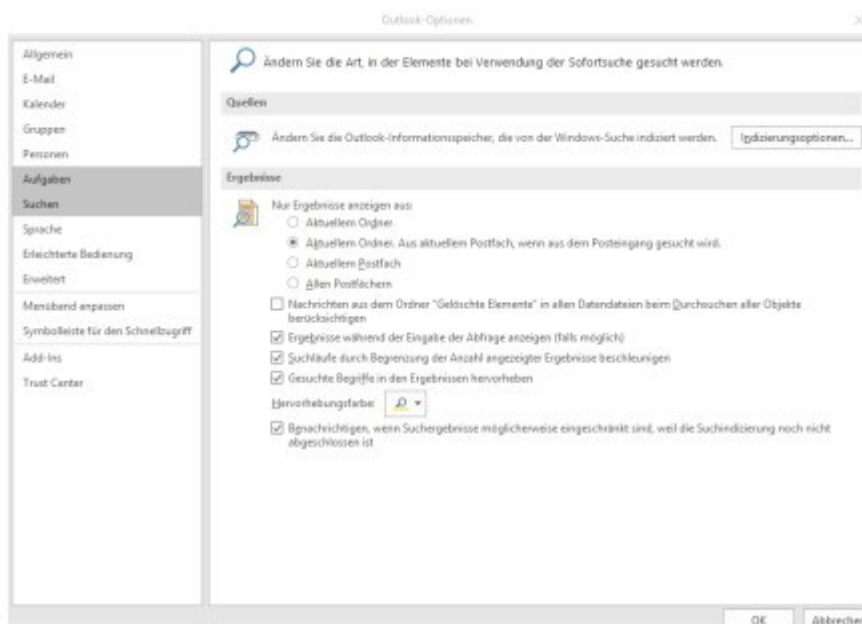 Outlook-Optionen
Allgemein
E-Mail
Kalender
Gruppen
Personen
Aufgaben
Suchen
Sprache
Erleichterte Bedienung
Erweitert
Menüband anpassen
Symbolleiste für den Schnellzugriff
Add-Ins
Trust Center
Ändern Sie die Art, in der Elemente bei Verwendung der Sofortsuche gesucht werden.
Quellen
Ändern Sie die Outlook-Informationsspeicher, die von der Windows-Suche indiziert werden.
Indizierungsoptionen...
Ergebnisse
Nur Ergebnisse anzeigen aus:
Aktuellem Ordner
Aktuellem Ordner. Aus aktuellem Postfach, wenn aus dem Posteingang gesucht wird.
Aktuellem Postfach
Allen Postfächern
Nachrichten aus dem Ordner "Gelöschte Elemente" in allen Datendateien beim Durchsuchen aller Objekte
berücksichtigen
Ergebnisse während der Eingabe der Abfrage anzeigen (falls möglich)
Suchläufe durch Begrenzung der Anzahl angezeigter Ergebnisse beschleunigen
Gesuchte Begriffe in den Ergebnissen hervorheben
Hervorhebungsfarbe:
Benachrichtigen, wenn Suchergebnisse möglicherweise eingeschränkt sind, weil die Suchindizierung noch nicht
abgeschlossen ist
OK
Abbrechen